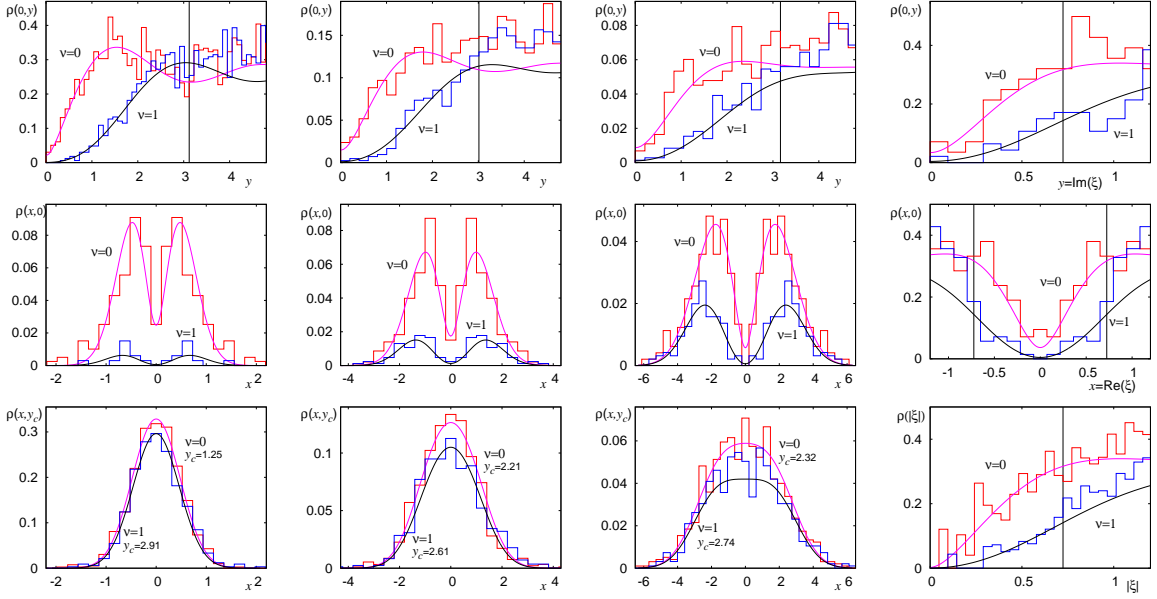 ρ(0,y) ρ(0,y) ρ(0,y) ρ(0,y)
0.4 0.3 0.2 0.1 0
ν=0
ν=1
0 1 2 3 4 y
0.15 0.1 0.05 0
ν=0
ν=1
0 1 2 3 4 y
0.08 0.06 0.04 0.02 0
ν=0
ν=1
0 1 2 3 4 y
0.4 0.2 0
ν=0
ν=1
0 0.5 1 y=Im(ξ)
ρ(x,0) ρ(x,0) ρ(x,0) ρ(x,0)
0.08 0.06 0.04 0.02 0
ν=0
ν=1
-2 -1 0 1 x 2
0.1 0.08 0.06 0.04 0.02 0
ν=0
ν=1
-4 -2 0 2 x 4
0.04 0.02 0
ν=0
ν=1
-6 -4 -2 0 2 4 x 6
0.4 0.2 0
ν=0
ν=1
-1 -0.5 0 0.5 1
x=Re(ξ)
ρ(x,y_c) ρ(x,y_c) ρ(x,y_c) ρ(|ξ|)
0.3 0.2 0.1 0
ν=0
y_c=1.25
ν=1
y_c=2.91
-2 -1 0 1 x 2
0.12 0.08 0.04 0
ν=0
y_c=2.21
ν=1
y_c=2.61
-4 -2 0 2 x 4
0.08 0.06 0.04 0.02 0
ν=0
y_c=2.32
ν=1
y_c=2.74
-6 -4 -2 0 2 4 x 6
0.4 0.2 0
ν=0
ν=1
0 0.5 1 |ξ|